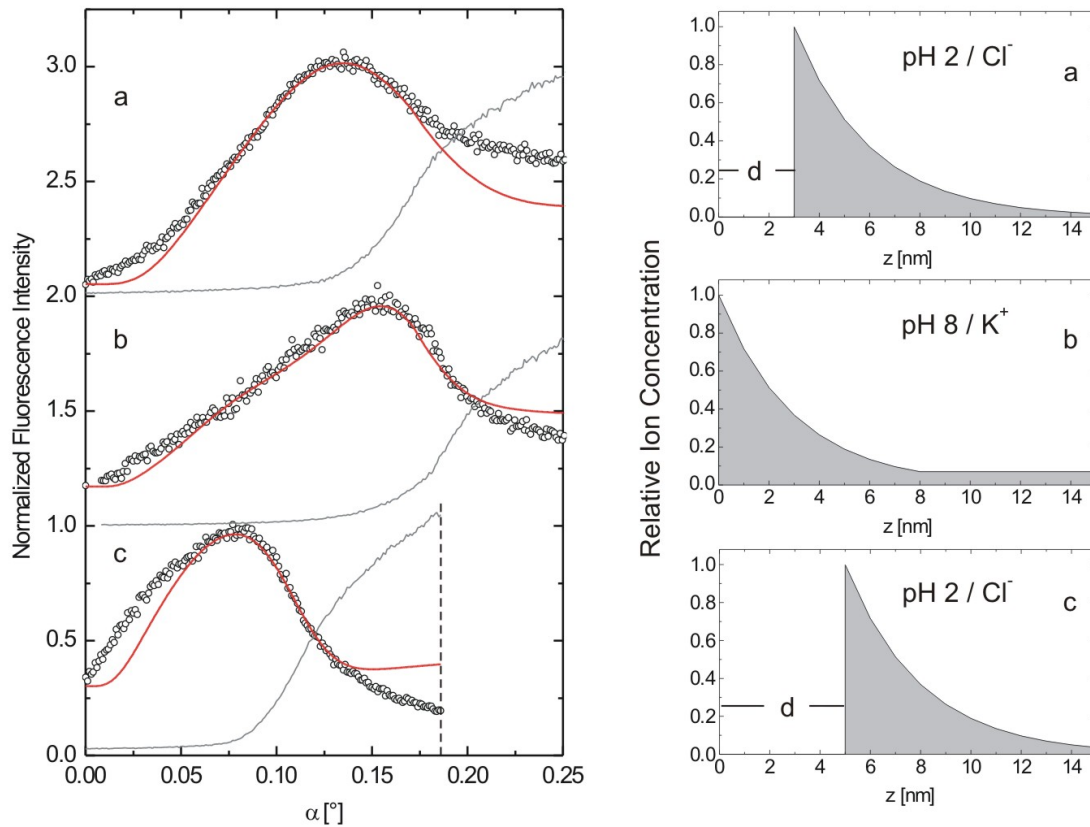 Normalized Fluorescence Intensity
3.0
2.5
2.0
1.5
1.0
0.5
0.0
a
b
c
0.00 0.05 0.10 0.15 0.20 0.25
α [°]
Relative Ion Concentration
1.0
0.8
0.6
0.4
0.2
0.0
pH 2 / Cl⁻
a
d
0 2 4 6 8 10 12 14
z [nm]
1.0
0.8
0.6
0.4
0.2
0.0
pH 8 / K⁺
b
0 2 4 6 8 10 12 14
z [nm]
1.0
0.8
0.6
0.4
0.2
0.0
pH 2 / Cl⁻
c
d
0 2 4 6 8 10 12 14
z [nm]